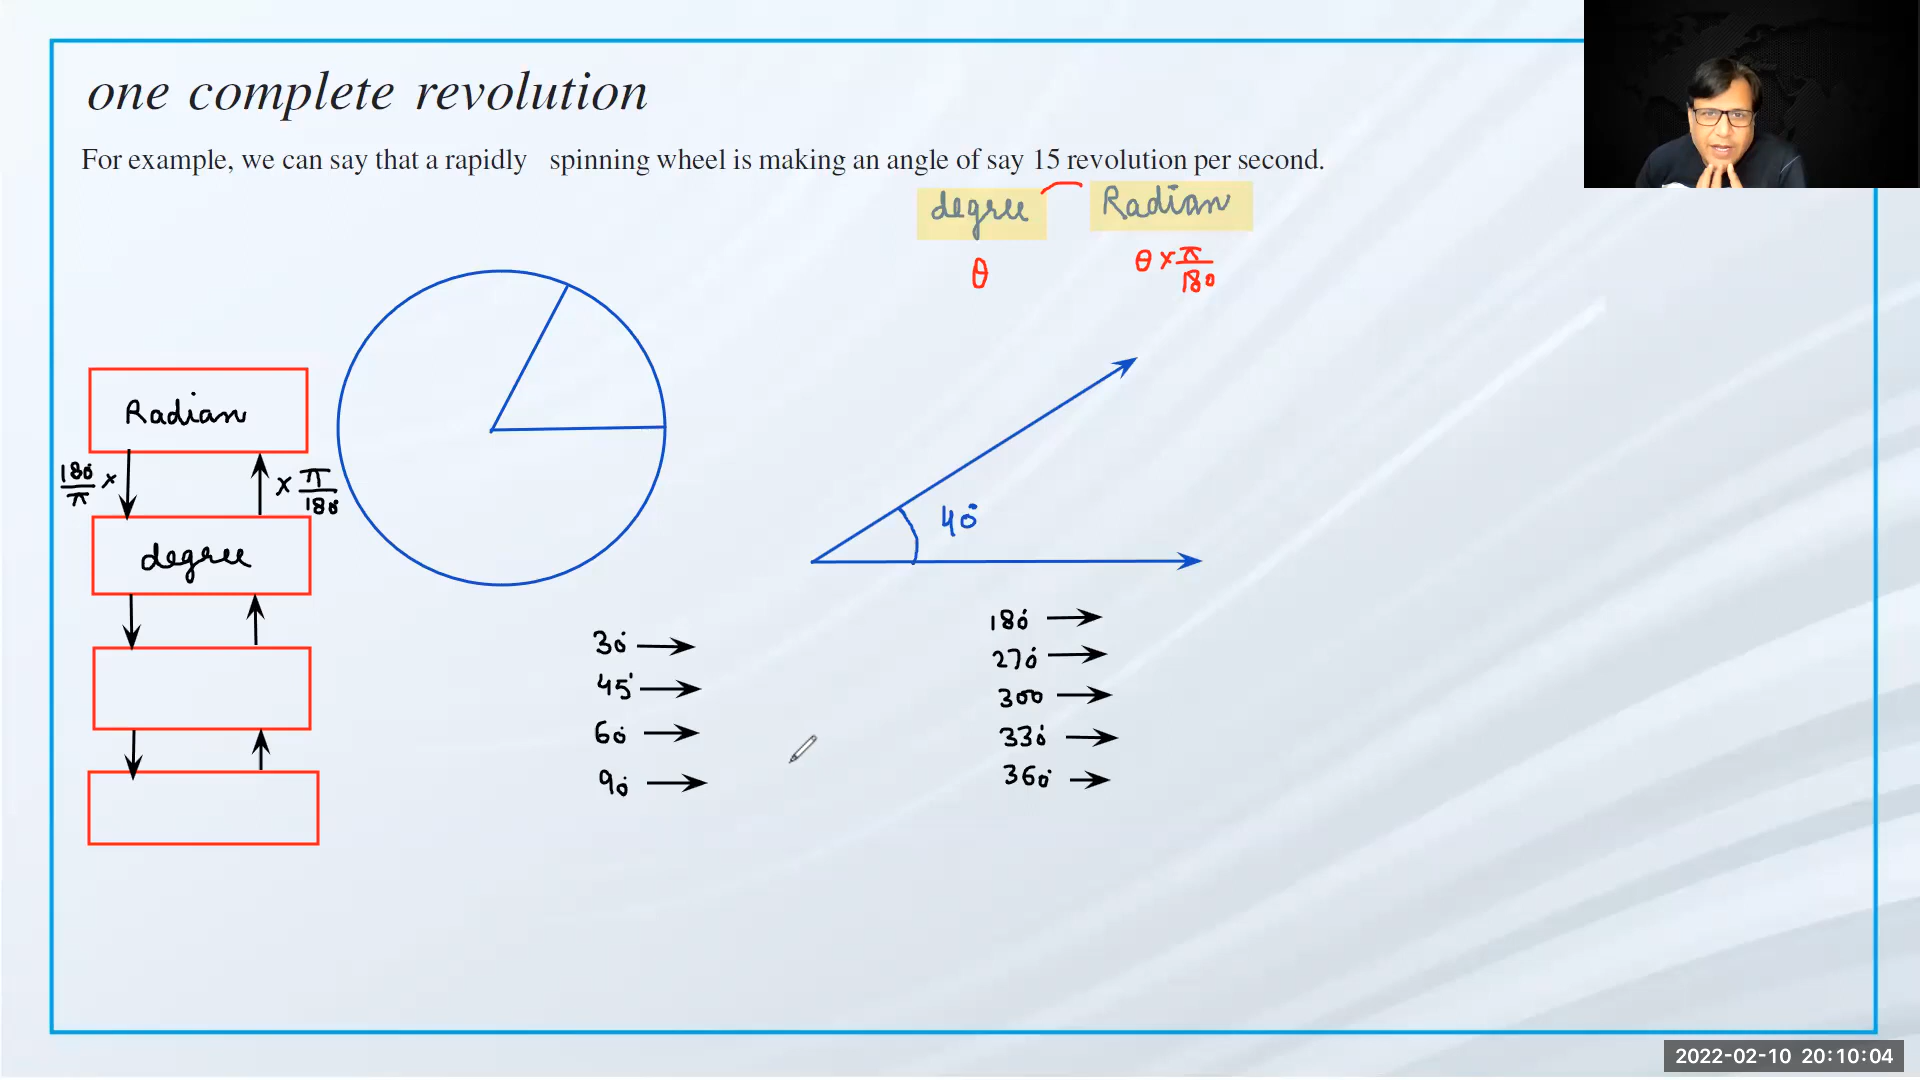 one complete revolution
For example, we can say that a rapidly spinning wheel is making an angle of say 15 revolution per second.
degree Radian
θ θ × π/180
Radian
180°/π × × π/180°
degree
40°
30° →
45° →
60° →
90° →
180° →
270° →
300 →
330° →
360° →
2022-02-10 20:10:04